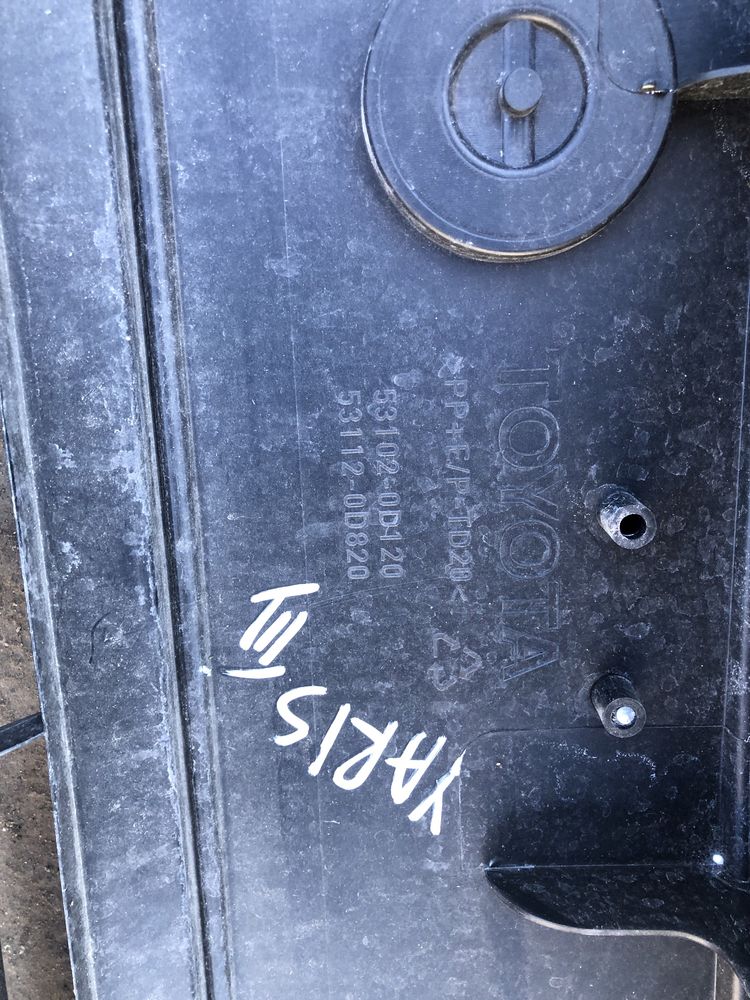 TOYOTA
>PP+E/P-TD20<
53102-0D120
53112-0D820
YARIS III